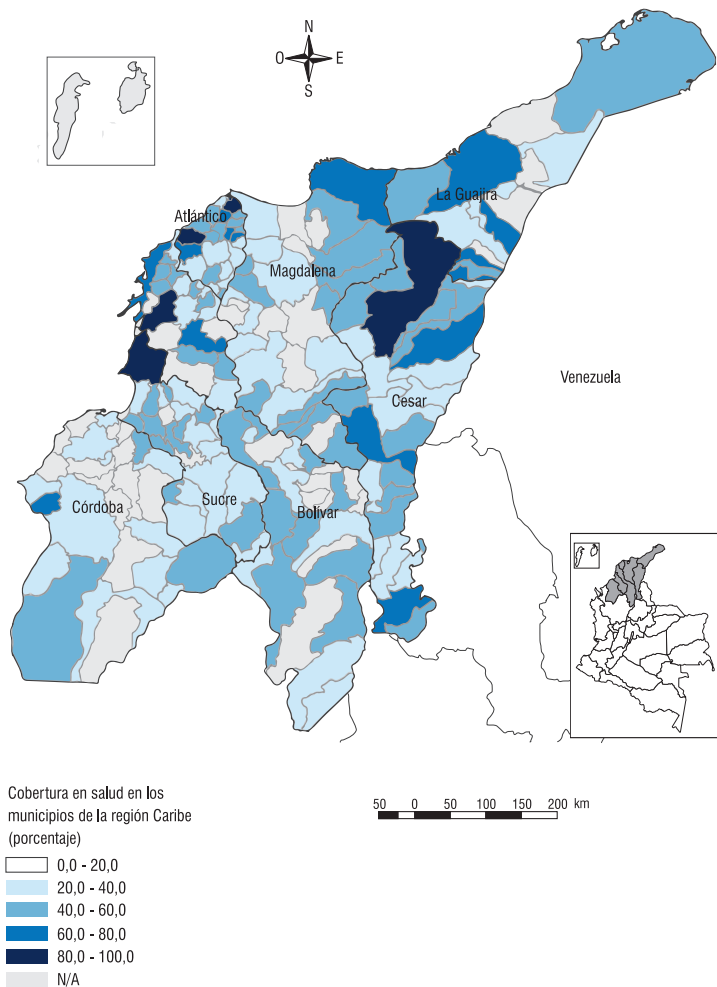 N
O E
S
Atlántico
La Guajira
Magdalena
Venezuela
Cesar
Córdoba
Sucre
Bolívar
Cobertura en salud en los
municipios de la región Caribe
(porcentaje)
0,0 - 20,0
20,0 - 40,0
40,0 - 60,0
60,0 - 80,0
80,0 - 100,0
N/A
50 0 50 100 150 200 km